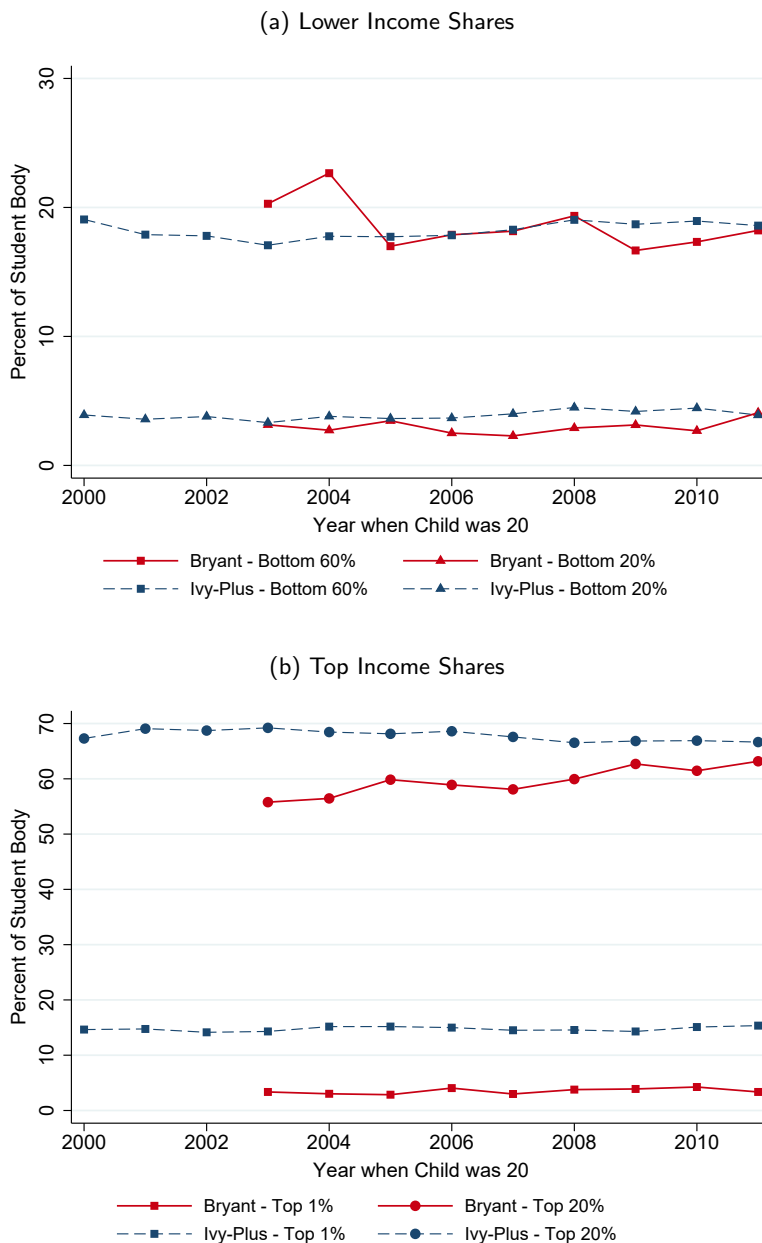 (a) Lower Income Shares
30
20
10
0
Percent of Student Body
2000 2002 2004 2006 2008 2010
Year when Child was 20
Bryant - Bottom 60% Bryant - Bottom 20%
Ivy-Plus - Bottom 60% Ivy-Plus - Bottom 20%
(b) Top Income Shares
70
60
50
40
30
20
10
0
Percent of Student Body
2000 2002 2004 2006 2008 2010
Year when Child was 20
Bryant - Top 1% Bryant - Top 20%
Ivy-Plus - Top 1% Ivy-Plus - Top 20%